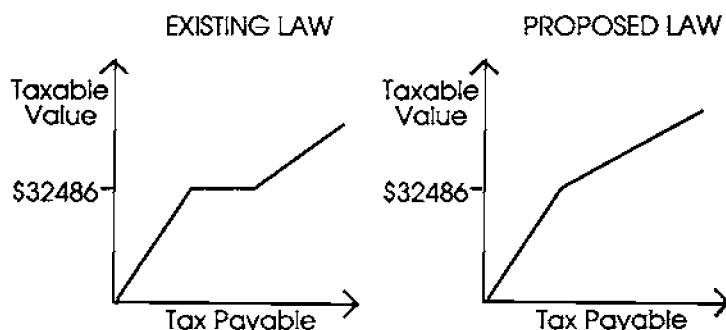 EXISTING LAW
Taxable
Value
$32486
Tax Payable
PROPOSED LAW
Taxable
Value
$32486
Tax Payable